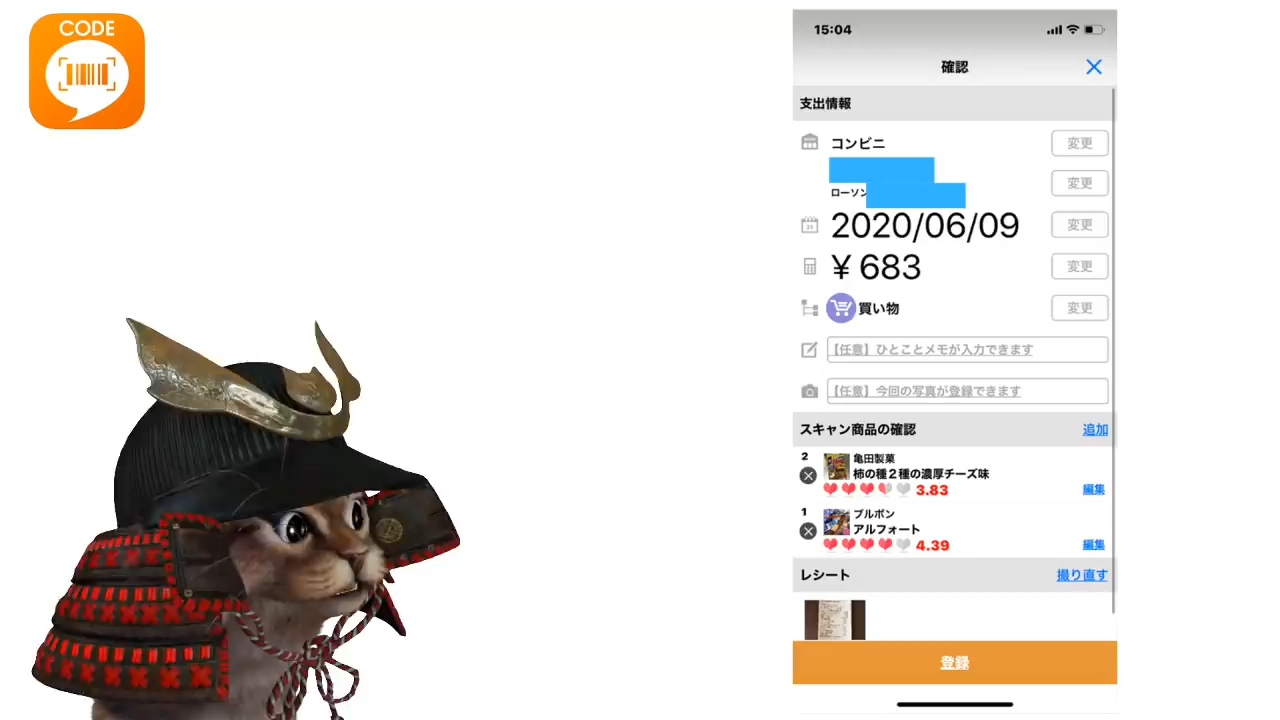 CODE
15:04
確認
支出情報
コンビニ
変更
変更
ローソン
2020/06/09
変更
¥683
変更
買い物
変更
【任意】ひとことメモが入力できます
【任意】今回の写真が登録できます
スキャン商品の確認
追加
2
亀田製菓
柿の種2種の濃厚チーズ味
3.83
編集
1
ブルボン
アルフォート
4.39
編集
レシート
撮り直す
登録